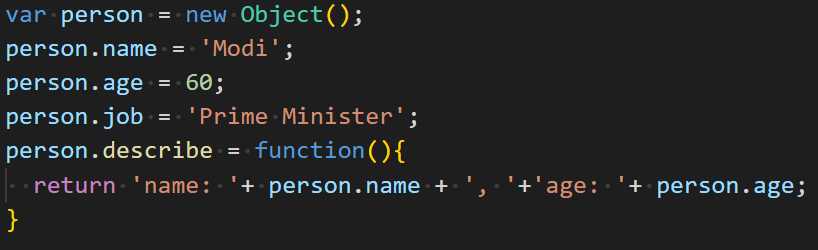 var person = new Object();
person.name = 'Modi';
person.age = 60;
person.job = 'Prime Minister';
person.describe = function(){
  return 'name: '+ person.name + ', '+'age: '+ person.age;
}